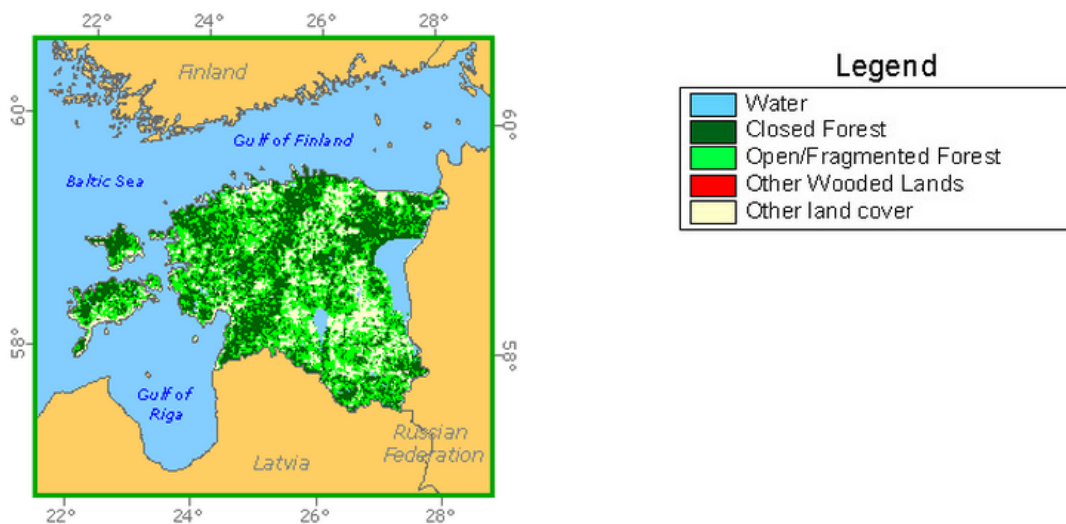 22° 24° 26° 28°
Finland
60°
60°
Gulf of Finland
Baltic Sea
58°
58°
Gulf of
Riga
Latvia
Russian
Federation
22° 24° 26° 28°
Legend
Water
Closed Forest
Open/Fragmented Forest
Other Wooded Lands
Other land cover